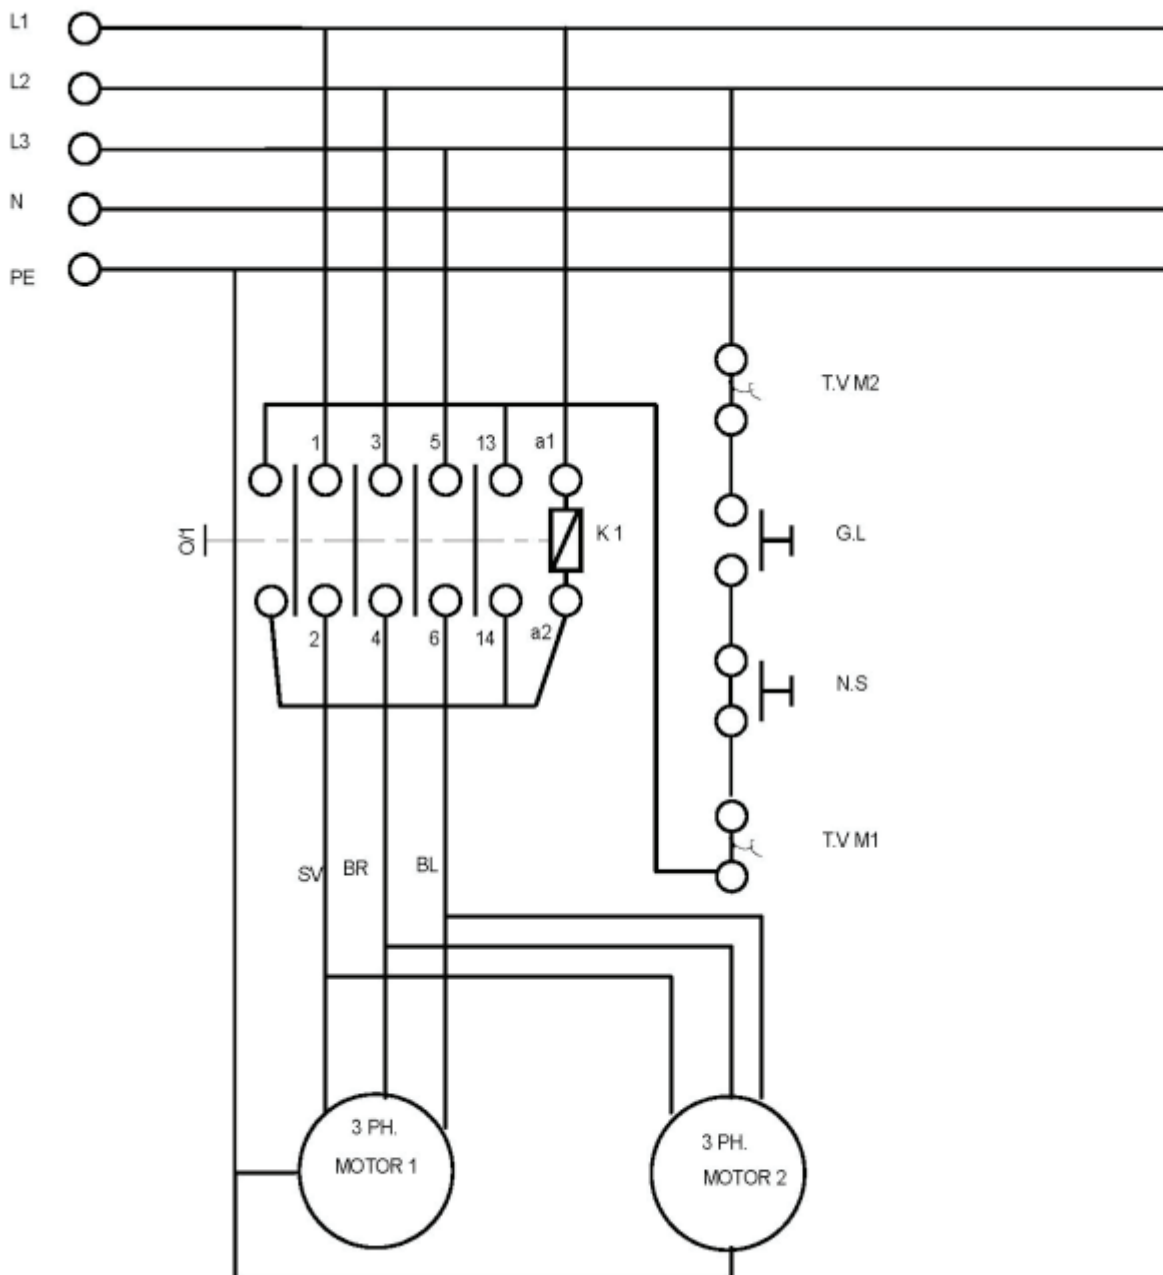 L1
L2
L3
N
PE
T.V M2
1 3 5 13 a1
O/1
K 1
G.L
2 4 6 14 a2
N.S
T.V M1
SV BR BL
3 PH.
MOTOR 1
3 PH.
MOTOR 2